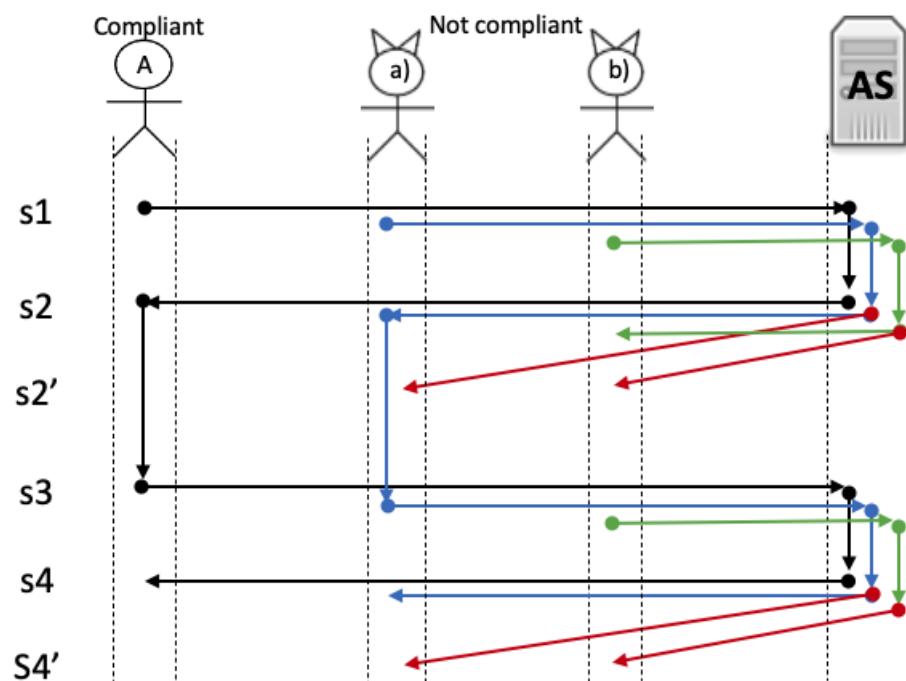 Compliant
Not compliant
A
a)
b)
AS
s1
s2
s2’
s3
s4
S4’